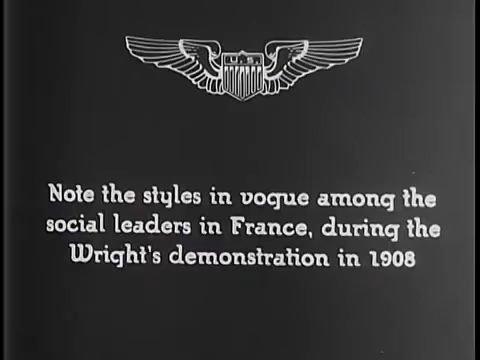 U.S.
Note the styles in vogue among the
social leaders in France, during the
Wright's demonstration in 1908